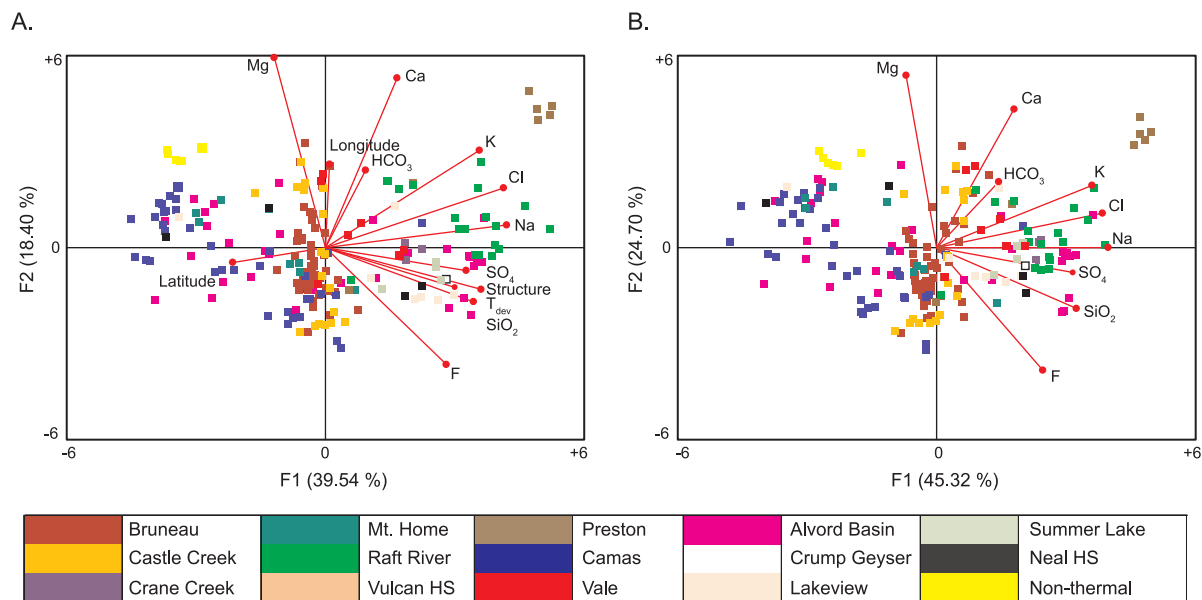 A.
+6
Mg
Ca
Longitude
HCO₃
K
Cl
Na
F2 (18.40 %)
0
Latitude
SO₄
Structure
T_dev
SiO₂
F
-6
-6
0
+6
F1 (39.54 %)
B.
+6
Mg
Ca
HCO₃
K
Cl
Na
F2 (24.70 %)
0
SO₄
SiO₂
F
-6
-6
0
+6
F1 (45.32 %)
Bruneau
Mt. Home
Preston
Alvord Basin
Summer Lake
Castle Creek
Raft River
Camas
Crump Geyser
Neal HS
Crane Creek
Vulcan HS
Vale
Lakeview
Non-thermal